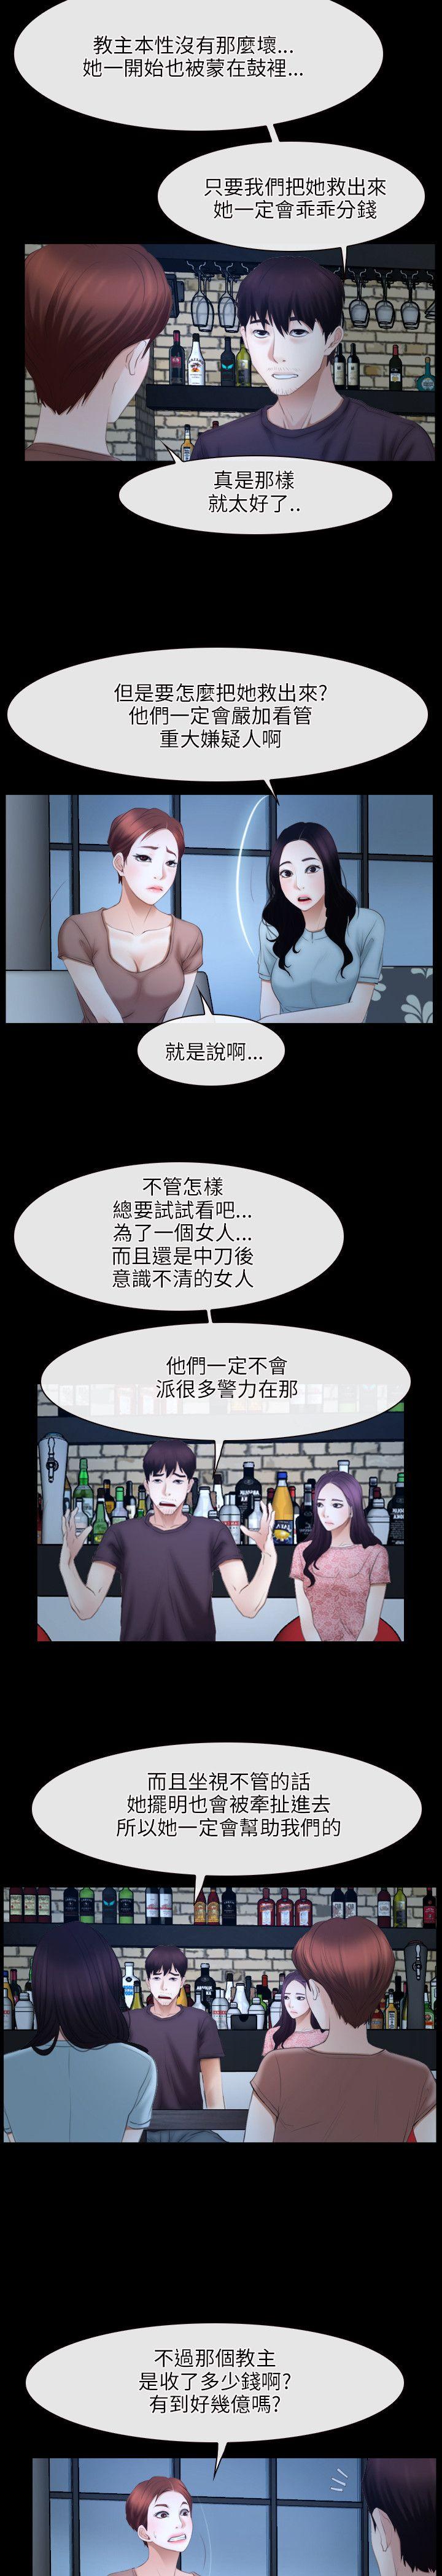 教主本性沒有那麼壞...
她一開始也被蒙在鼓裡...
只要我們把她救出來
她一定會乖乖分錢
真是那樣
就太好了..
但是要怎麼把她救出來?
他們一定會嚴加看管
重大嫌疑人啊
就是說啊...
不管怎樣
總要試試看吧...
為了一個女人...
而且還是中刀後
意識不清的女人
他們一定不會
派很多警力在那
而且坐視不管的話
她擺明也會被牽扯進去
所以她一定會幫助我們的
不過那個教主
是收了多少錢啊?
有到好幾億嗎?